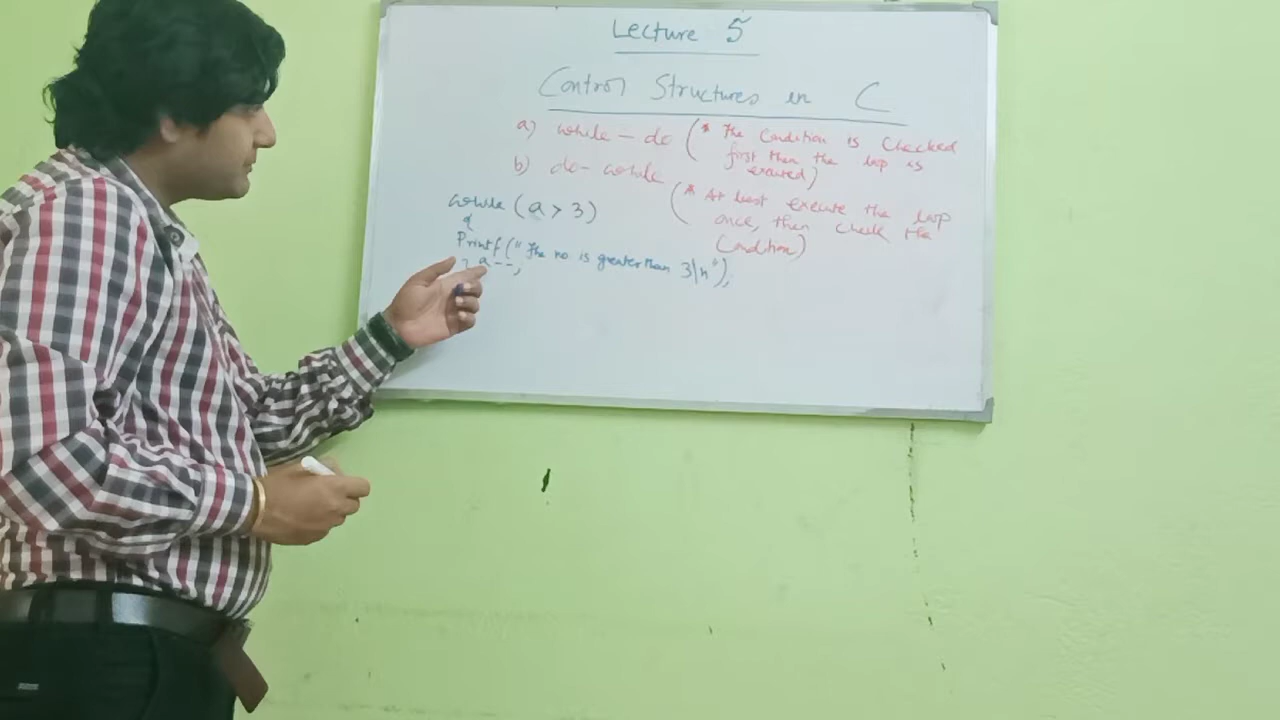 Lecture 5
Control Structures in C
a) while - do (* The Condition is Checked
first then the loop is
executed)
b) do-while
(* At least execute the loop
once, then check the
Condition)
while (a > 3)
{
Printf (" The no is greater than 3\n");
} a--;